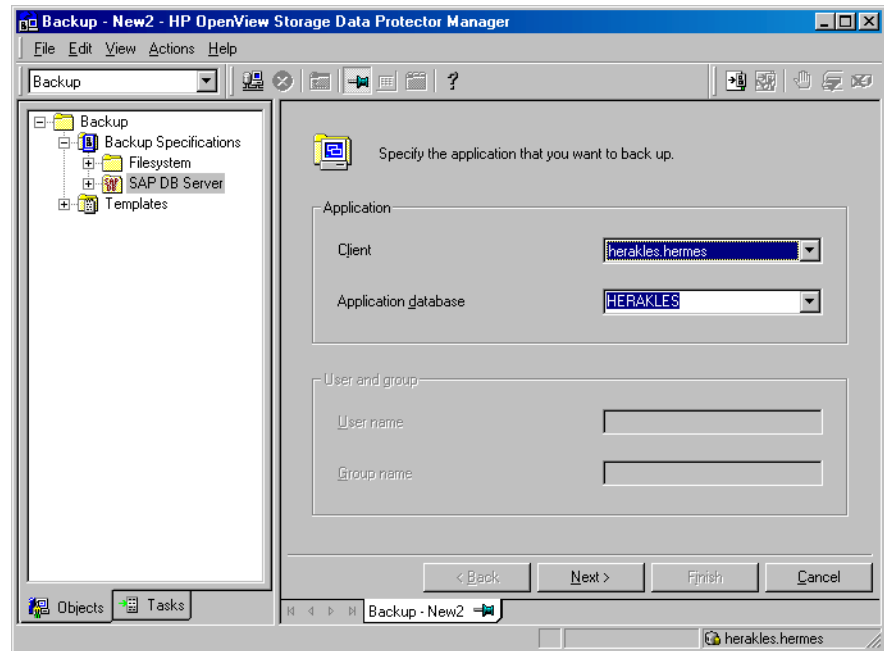 Backup - New2 - HP OpenView Storage Data Protector Manager
File Edit View Actions Help
Backup
Backup
Backup Specifications
Filesystem
SAP DB Server
Templates
Specify the application that you want to back up.
Application
Client
herakles.hermes
Application database
HERAKLES
User and group
User name
Group name
< Back
Next >
Finish
Cancel
Objects
Tasks
Backup - New2
herakles.hermes